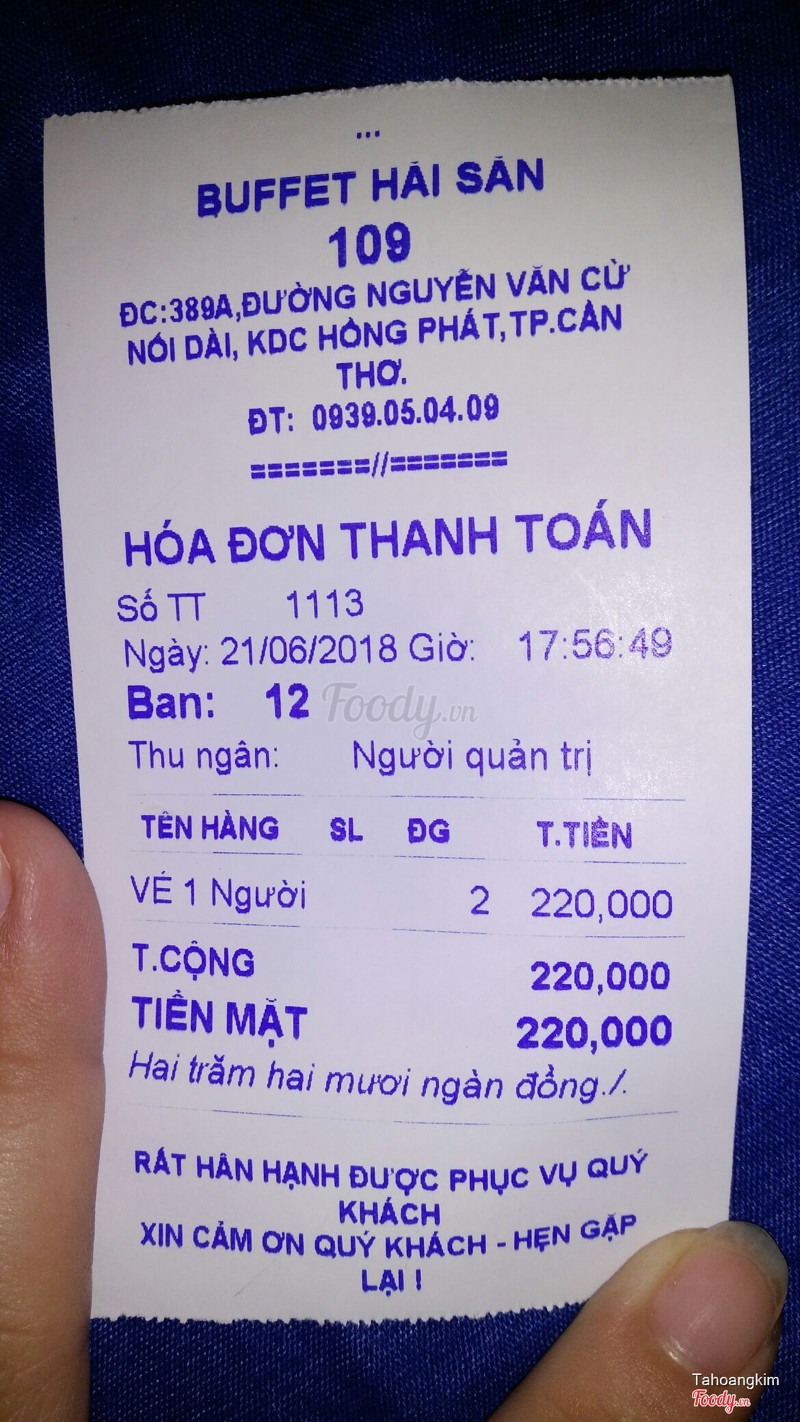 ...
BUFFET HẢI SẢN
109
ĐC:389A,ĐƯỜNG NGUYỄN VĂN CỪ
NỐI DÀI, KDC HỒNG PHÁT,TP.CẦN
THƠ.
ĐT: 0939.05.04.09
=======//=======
HÓA ĐƠN THANH TOÁN
Số TT 1113
Ngày: 21/06/2018 Giờ: 17:56:49
Ban: 12
Foody.vn
Thu ngân: Người quản trị
TÊN HÀNG SL ĐG T.TIỀN
VÉ 1 Người 2 220,000
T.CỘNG 220,000
TIỀN MẶT 220,000
Hai trăm hai mươi ngàn đồng./.
RẤT HÂN HẠNH ĐƯỢC PHỤC VỤ QUÝ
KHÁCH
XIN CẢM ƠN QUÝ KHÁCH - HẸN GẶP
LẠI !
Tahoangkim
Foody.vn